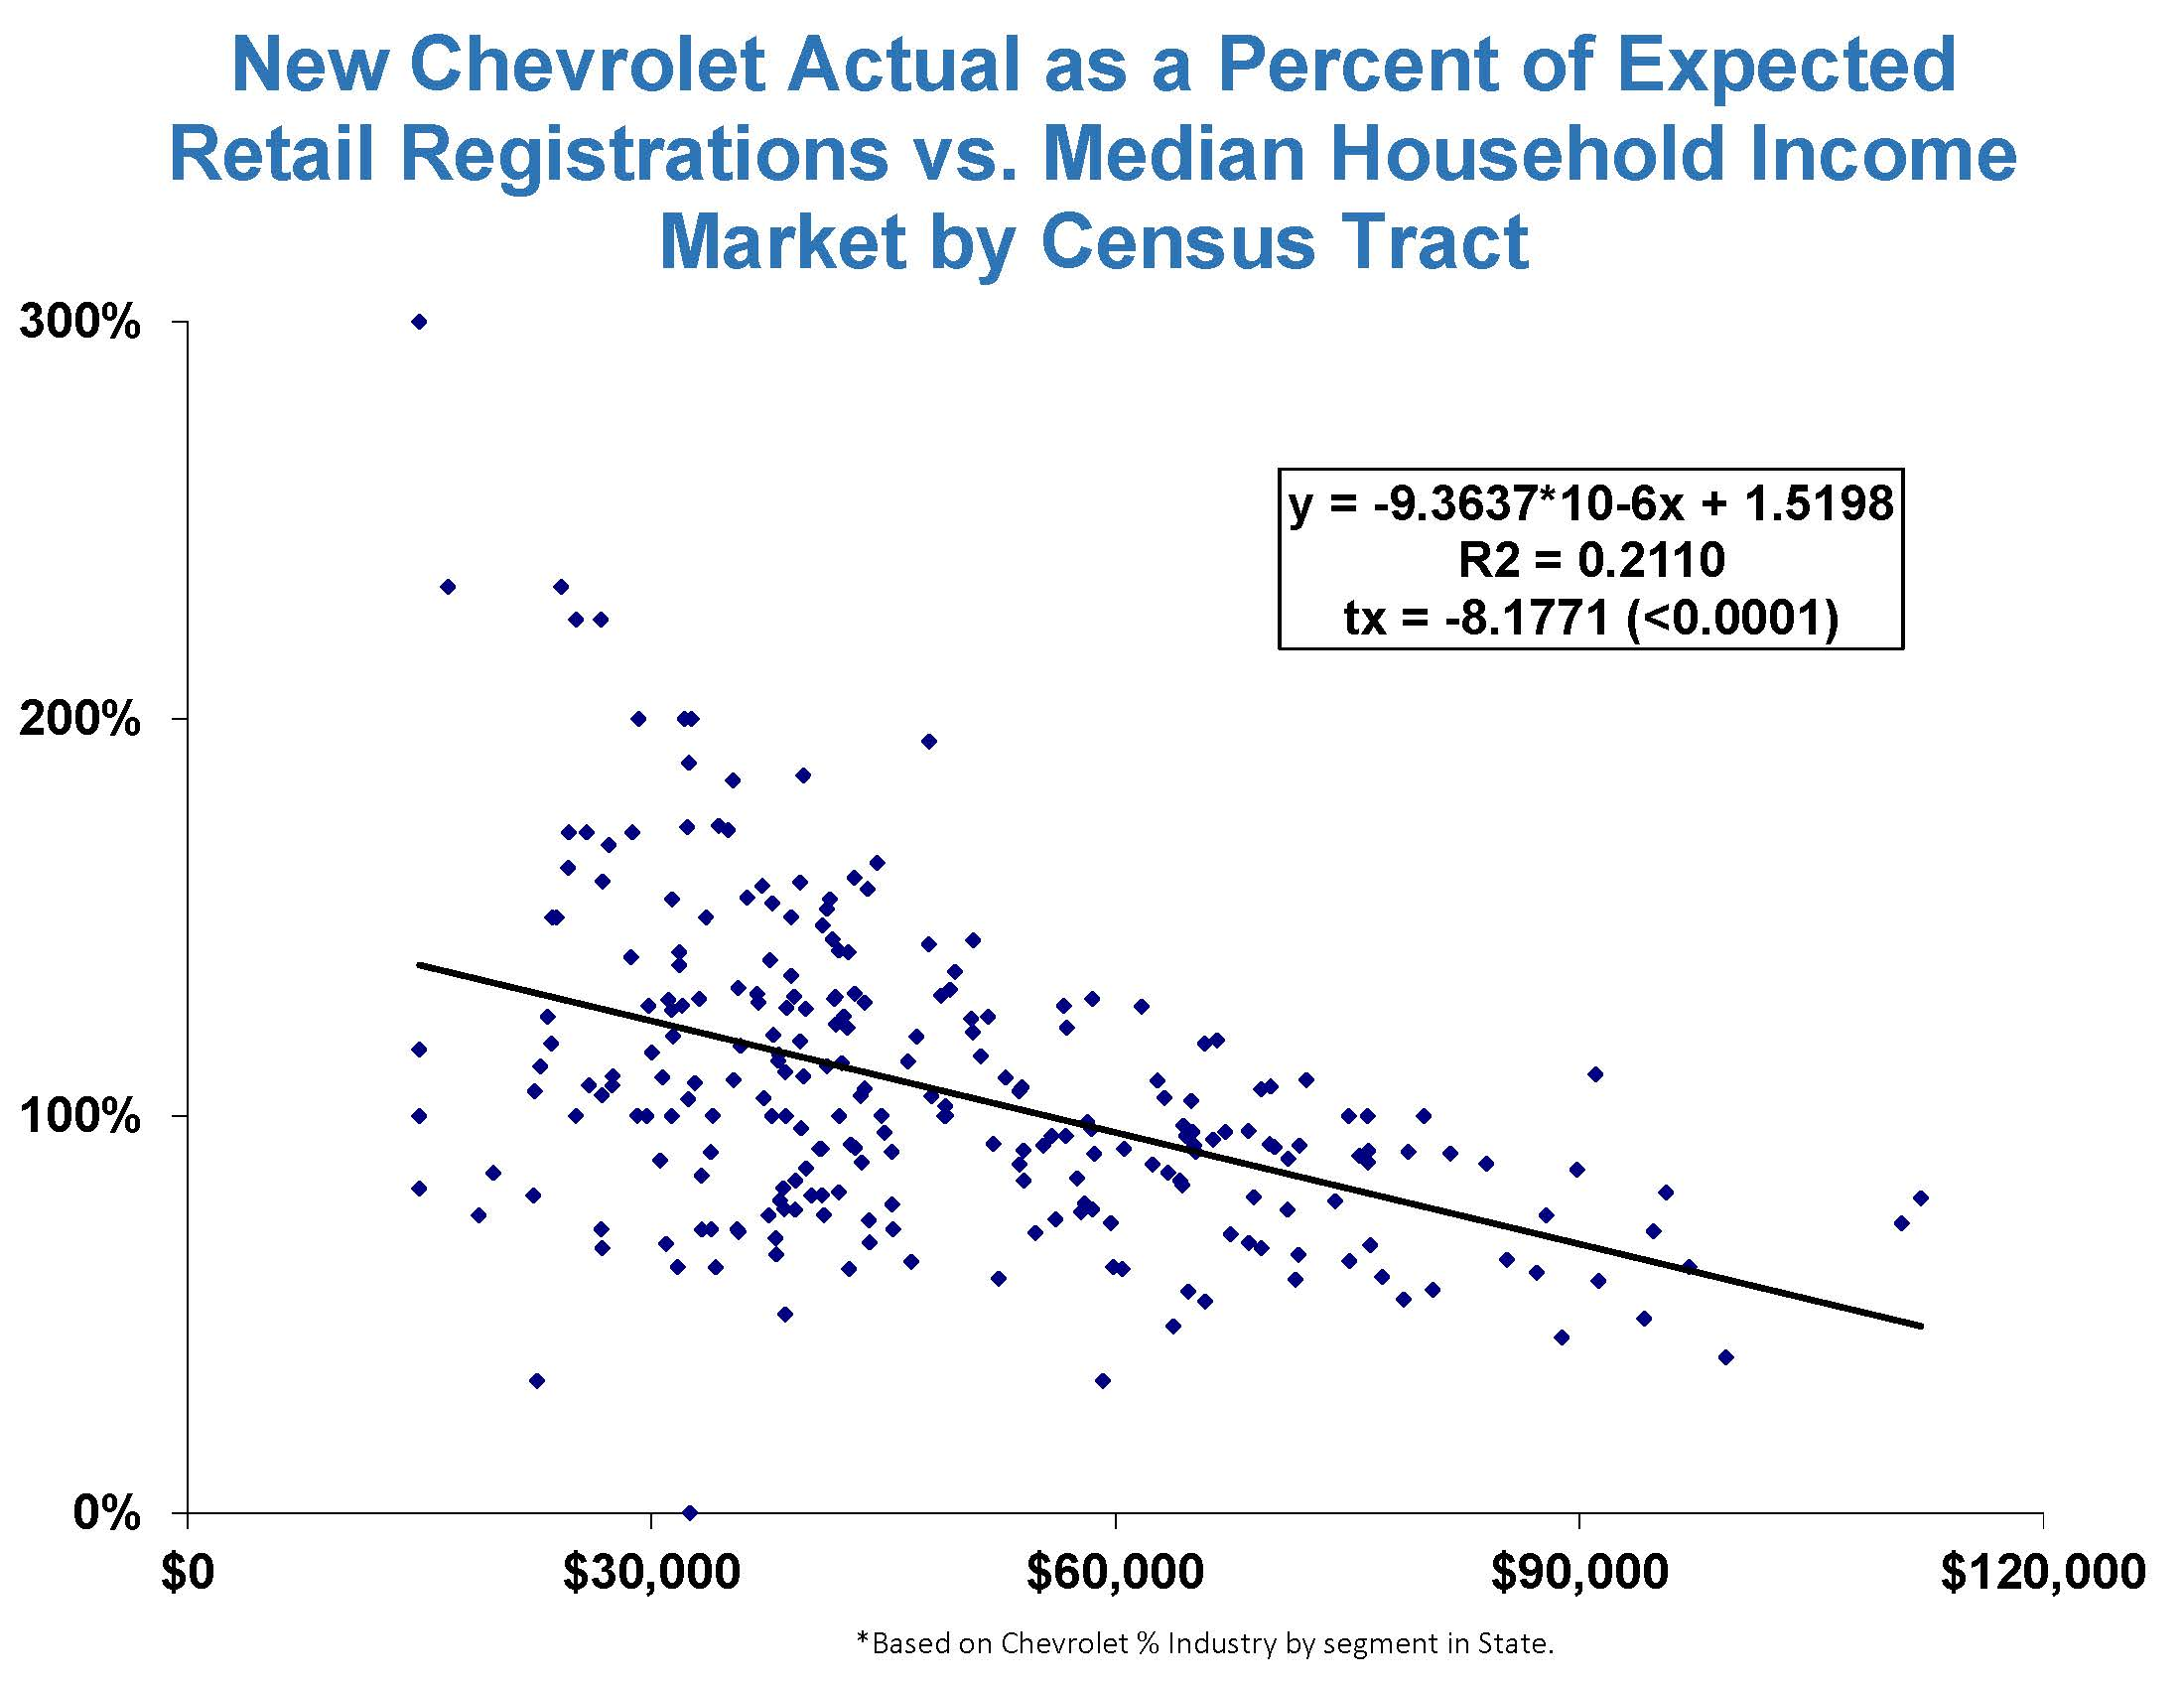 New Chevrolet Actual as a Percent of Expected
Retail Registrations vs. Median Household Income
Market by Census Tract
300%
y = -9.3637*10-6x + 1.5198
R2 = 0.2110
tx = -8.1771 (<0.0001)
200%
100%
0%
$0 $30,000 $60,000 $90,000 $120,000
*Based on Chevrolet % Industry by segment in State.